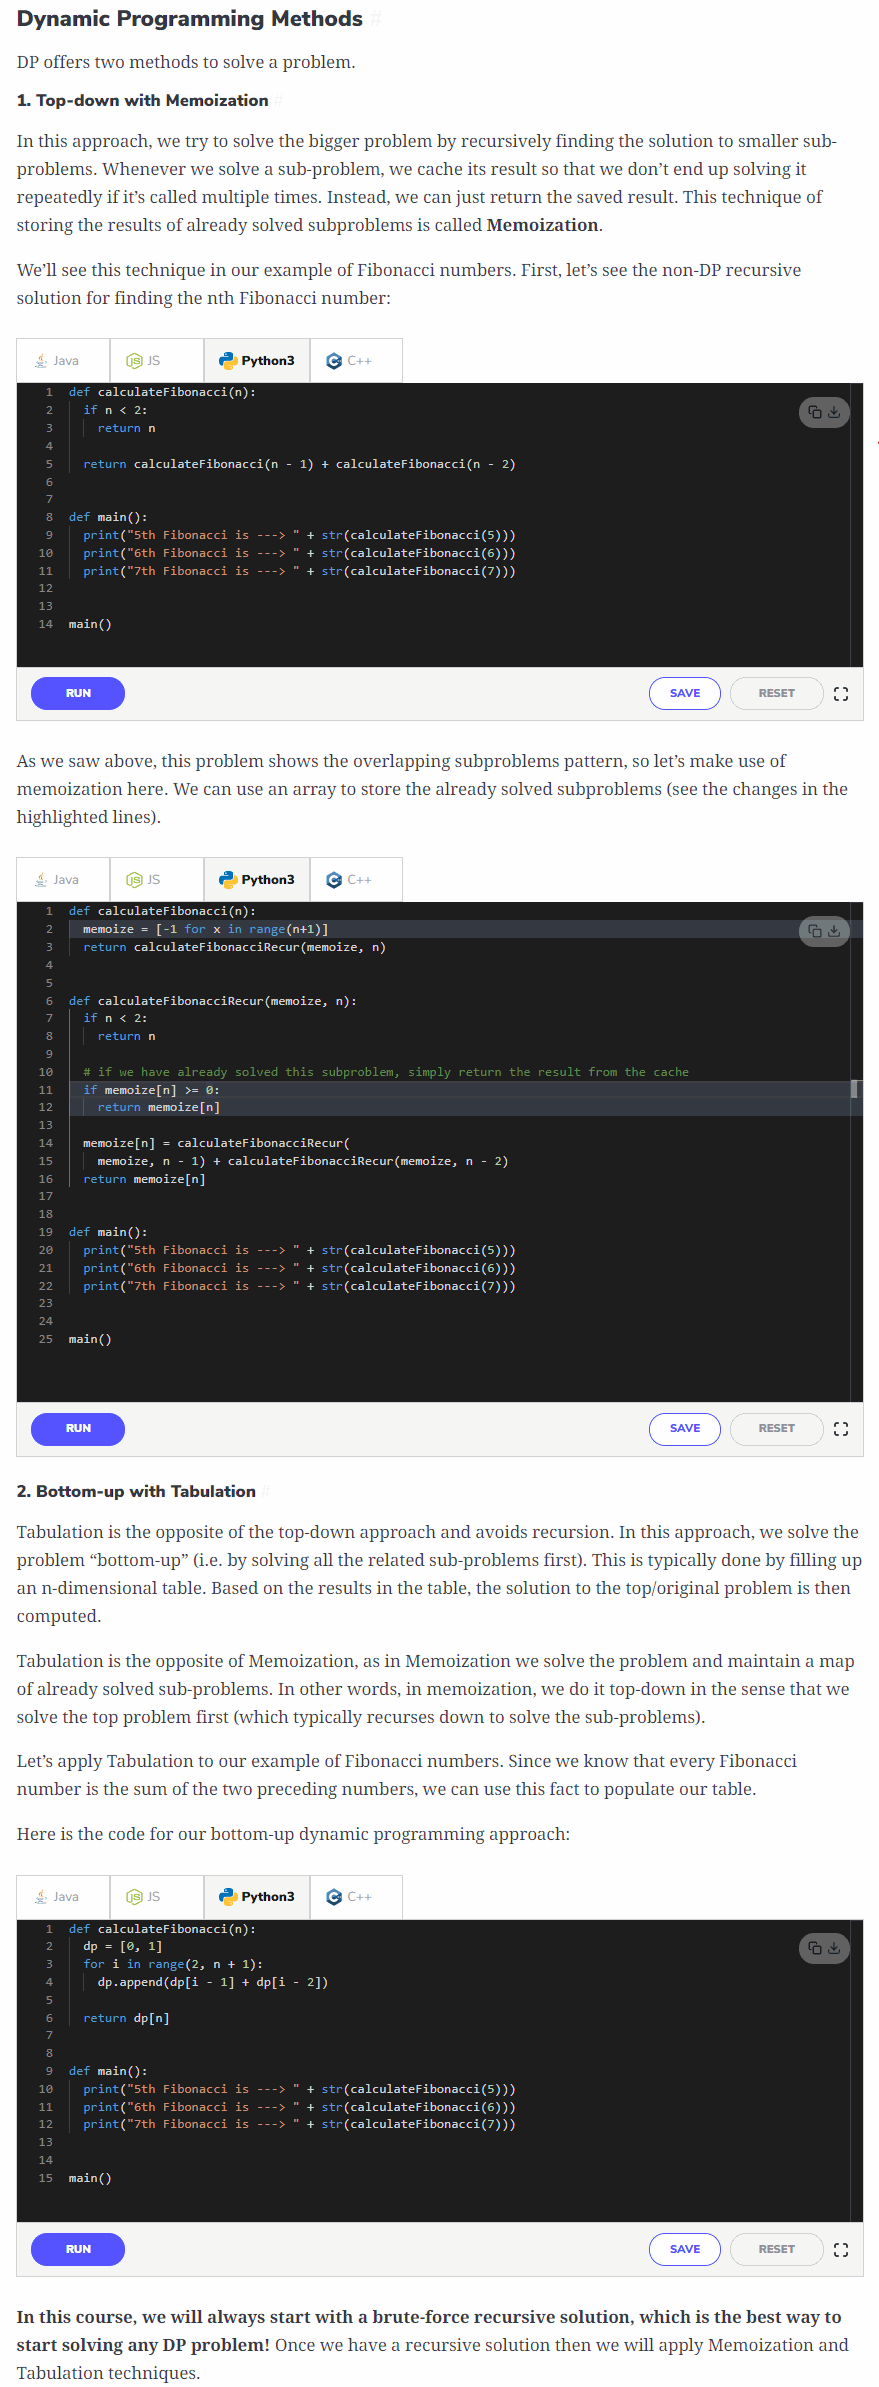 Dynamic Programming Methods #
DP offers two methods to solve a problem.
1. Top-down with Memoization #
In this approach, we try to solve the bigger problem by recursively finding the solution to smaller sub-
problems. Whenever we solve a sub-problem, we cache its result so that we don’t end up solving it
repeatedly if it’s called multiple times. Instead, we can just return the saved result. This technique of
storing the results of already solved subproblems is called Memoization.
We’ll see this technique in our example of Fibonacci numbers. First, let’s see the non-DP recursive
solution for finding the nth Fibonacci number:
Java JS Python3 C++
1 def calculateFibonacci(n):
2   if n < 2:
3     return n
4
5   return calculateFibonacci(n - 1) + calculateFibonacci(n - 2)
6
7
8 def main():
9   print("5th Fibonacci is ---> " + str(calculateFibonacci(5)))
10   print("6th Fibonacci is ---> " + str(calculateFibonacci(6)))
11   print("7th Fibonacci is ---> " + str(calculateFibonacci(7)))
12
13
14 main()
RUN SAVE RESET
As we saw above, this problem shows the overlapping subproblems pattern, so let’s make use of
memoization here. We can use an array to store the already solved subproblems (see the changes in the
highlighted lines).
Java JS Python3 C++
1 def calculateFibonacci(n):
2   memoize = [-1 for x in range(n+1)]
3   return calculateFibonacciRecur(memoize, n)
4
5
6 def calculateFibonacciRecur(memoize, n):
7   if n < 2:
8     return n
9
10   # if we have already solved this subproblem, simply return the result from the cache
11   if memoize[n] >= 0:
12     return memoize[n]
13
14   memoize[n] = calculateFibonacciRecur(
15     memoize, n - 1) + calculateFibonacciRecur(memoize, n - 2)
16   return memoize[n]
17
18
19 def main():
20   print("5th Fibonacci is ---> " + str(calculateFibonacci(5)))
21   print("6th Fibonacci is ---> " + str(calculateFibonacci(6)))
22   print("7th Fibonacci is ---> " + str(calculateFibonacci(7)))
23
24
25 main()
RUN SAVE RESET
2. Bottom-up with Tabulation #
Tabulation is the opposite of the top-down approach and avoids recursion. In this approach, we solve the
problem “bottom-up” (i.e. by solving all the related sub-problems first). This is typically done by filling up
an n-dimensional table. Based on the results in the table, the solution to the top/original problem is then
computed.
Tabulation is the opposite of Memoization, as in Memoization we solve the problem and maintain a map
of already solved sub-problems. In other words, in memoization, we do it top-down in the sense that we
solve the top problem first (which typically recurses down to solve the sub-problems).
Let’s apply Tabulation to our example of Fibonacci numbers. Since we know that every Fibonacci
number is the sum of the two preceding numbers, we can use this fact to populate our table.
Here is the code for our bottom-up dynamic programming approach:
Java JS Python3 C++
1 def calculateFibonacci(n):
2   dp = [0, 1]
3   for i in range(2, n + 1):
4     dp.append(dp[i - 1] + dp[i - 2])
5
6   return dp[n]
7
8
9 def main():
10   print("5th Fibonacci is ---> " + str(calculateFibonacci(5)))
11   print("6th Fibonacci is ---> " + str(calculateFibonacci(6)))
12   print("7th Fibonacci is ---> " + str(calculateFibonacci(7)))
13
14
15 main()
RUN SAVE RESET
In this course, we will always start with a brute-force recursive solution, which is the best way to
start solving any DP problem! Once we have a recursive solution then we will apply Memoization and
Tabulation techniques.